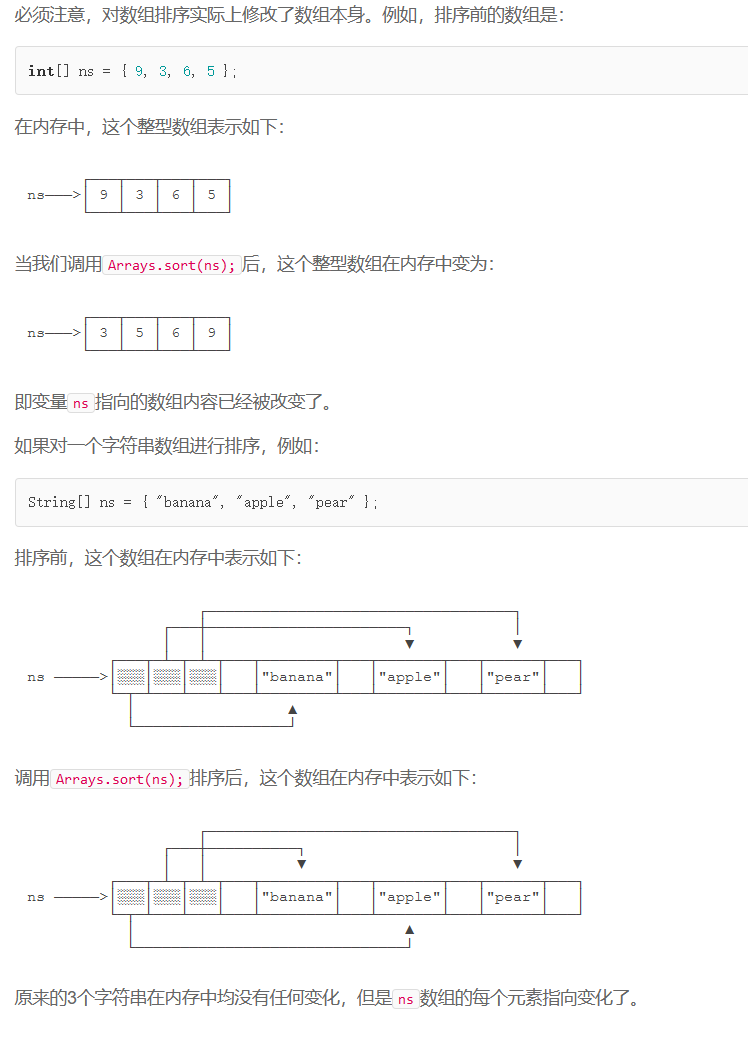 必须注意，对数组排序实际上修改了数组本身。例如，排序前的数组是：
int[] ns = { 9, 3, 6, 5 };
在内存中，这个整型数组表示如下：
ns───>│ 9 │ 3 │ 6 │ 5 │
当我们调用Arrays.sort(ns);后，这个整型数组在内存中变为：
ns───>│ 3 │ 5 │ 6 │ 9 │
即变量ns指向的数组内容已经被改变了。
如果对一个字符串数组进行排序，例如：
String[] ns = { "banana", "apple", "pear" };
排序前，这个数组在内存中表示如下：
ns ─────>│░░░│░░░│░░░│ │"banana"│ │"apple"│ │"pear"│ │
调用Arrays.sort(ns);排序后，这个数组在内存中表示如下：
ns ─────>│░░░│░░░│░░░│ │"banana"│ │"apple"│ │"pear"│ │
原来的3个字符串在内存中均没有任何变化，但是ns数组的每个元素指向变化了。